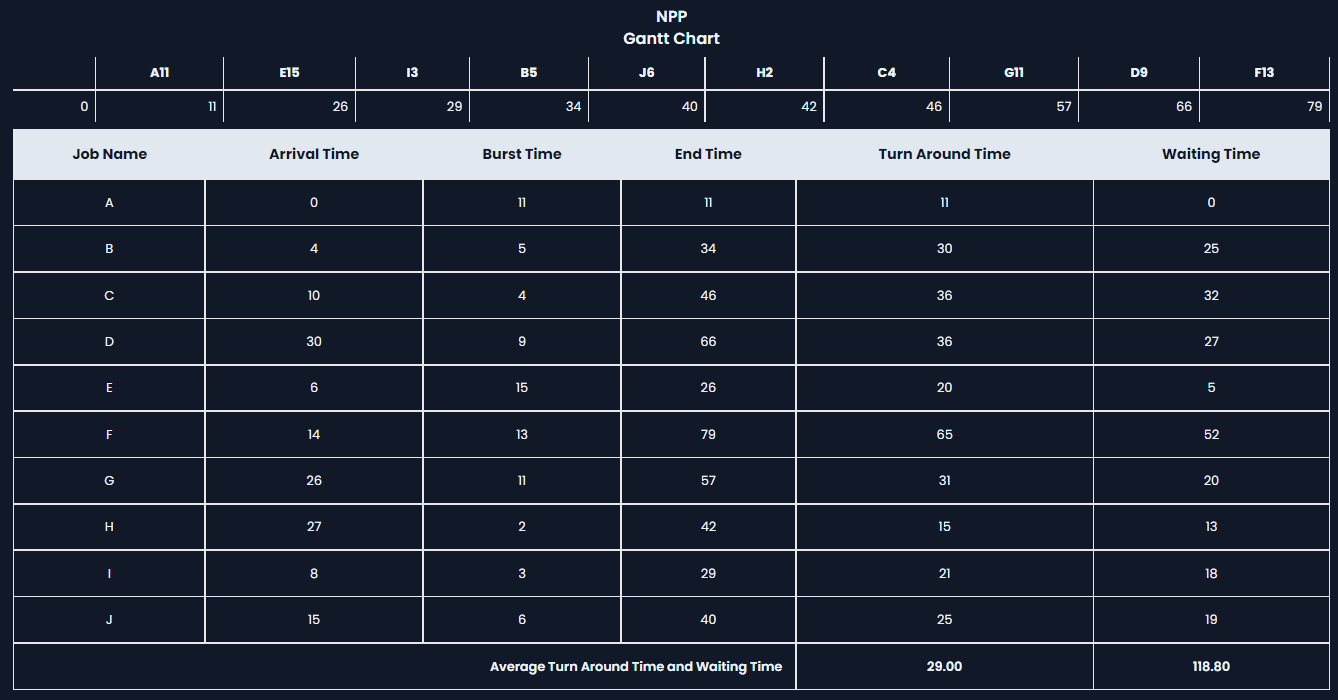 NPP
Gantt Chart
A11 E15 I3 B5 J6 H2 C4 G11 D9 F13
0 11 26 29 34 40 42 46 57 66 79
Job Name Arrival Time Burst Time End Time Turn Around Time Waiting Time
A 0 11 11 11 0
B 4 5 34 30 25
C 10 4 46 36 32
D 30 9 66 36 27
E 6 15 26 20 5
F 14 13 79 65 52
G 26 11 57 31 20
H 27 2 42 15 13
I 8 3 29 21 18
J 15 6 40 25 19
Average Turn Around Time and Waiting Time 29.00 118.80